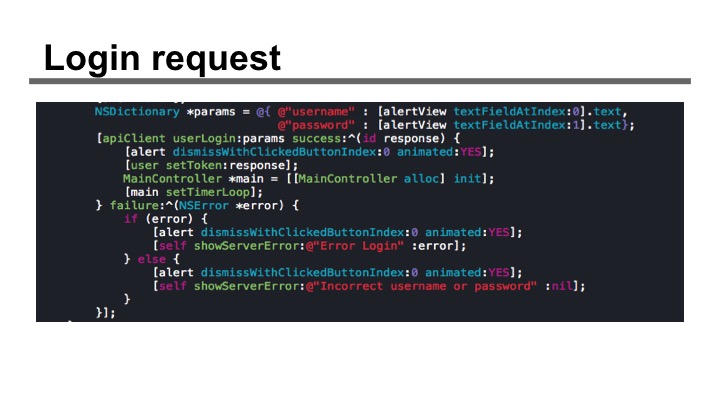 Login request
NSDictionary *params = @{ @"username" : [alertView textFieldAtIndex:0].text,
@"password" : [alertView textFieldAtIndex:1].text};
[apiClient userLogin:params success:^(id response) {
[alert dismissWithClickedButtonIndex:0 animated:YES];
[user setToken:response];
MainController *main = [[MainController alloc] init];
[main setTimerLoop];
} failure:^(NSError *error) {
if (error) {
[alert dismissWithClickedButtonIndex:0 animated:YES];
[self showServerError:@"Error Login" :error];
} else {
[alert dismissWithClickedButtonIndex:0 animated:YES];
[self showServerError:@"Incorrect username or password" :nil];
}
}];